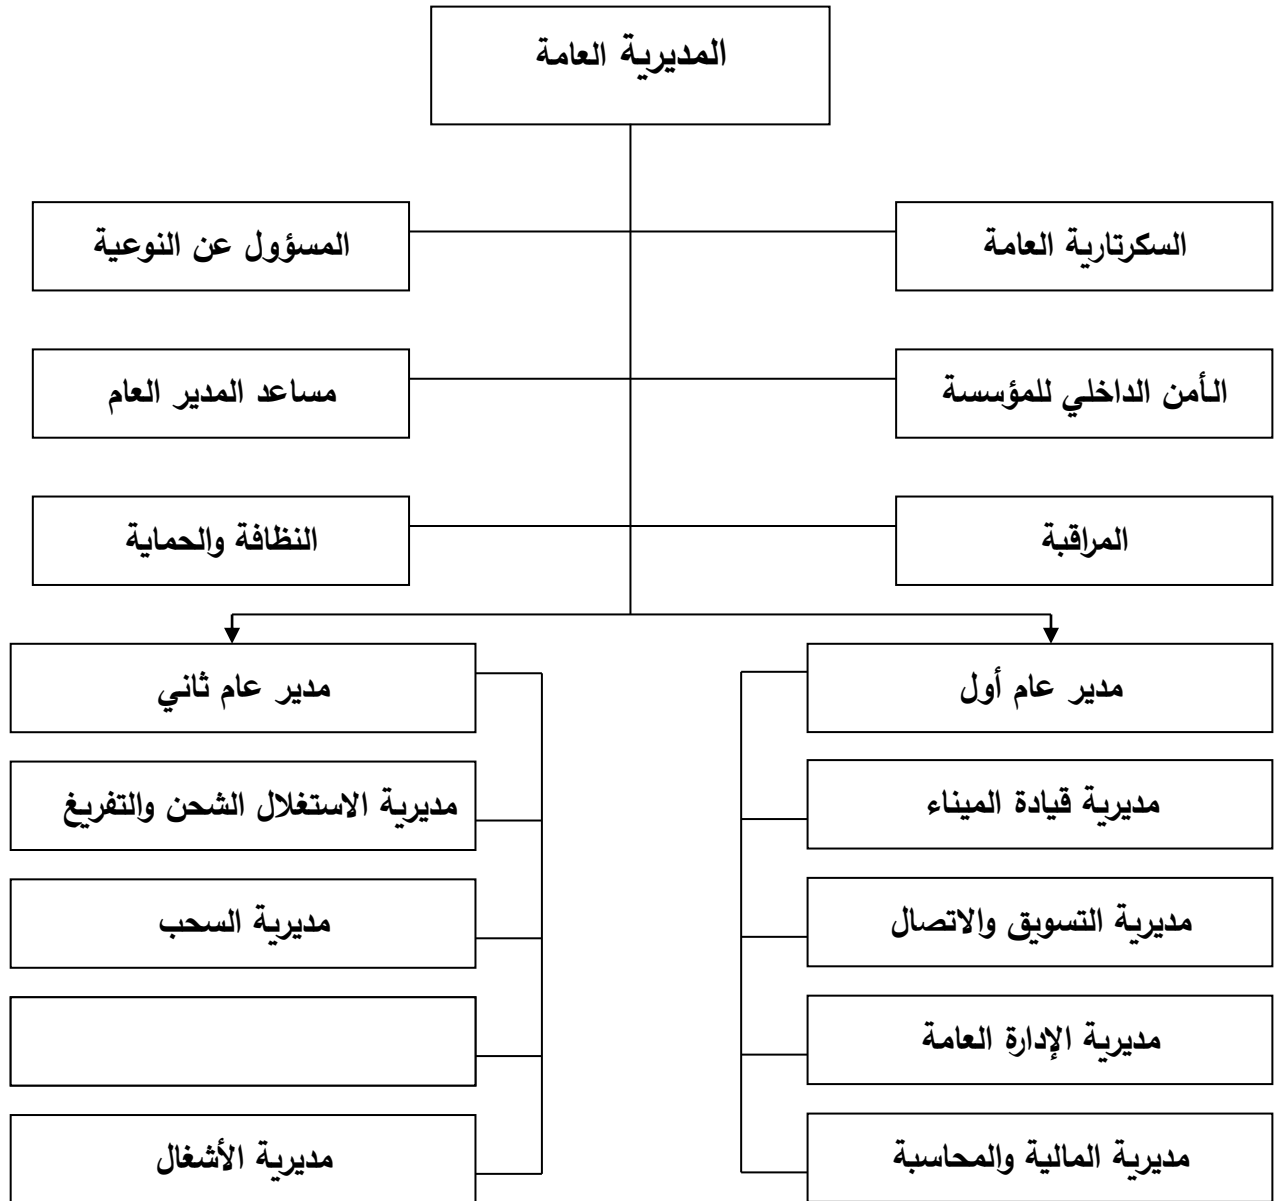 المديرية العامة
السكرتارية العامة
المسؤول عن النوعية
الـأمن الداخلي للمؤسسة
مساعد المدير العام
المراقبة
النظافة والحماية
مدير عام أول
مدير عام ثاني
مديرية قيادة الميناء
مديرية الاستغلال الشحن والتفريغ
مديرية التسويق والاتصال
مديرية السحب
مديرية الإدارة العامة
مديرية المالية والمحاسبة
مديرية الأشغال